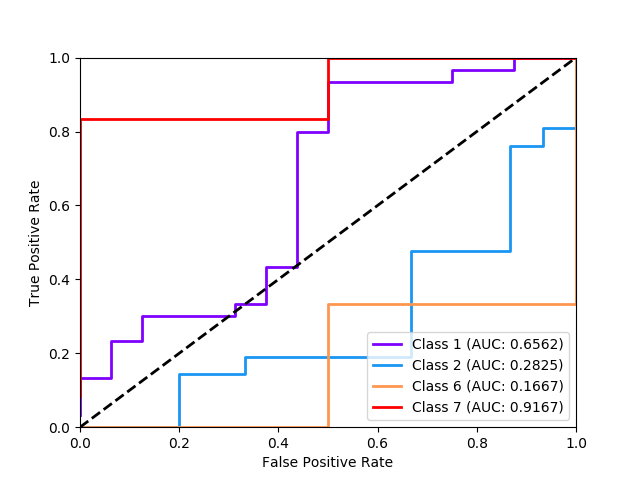 1.0
0.8
0.6
0.4
0.2
0.0
True Positive Rate
Class 1 (AUC: 0.6562)
Class 2 (AUC: 0.2825)
Class 6 (AUC: 0.1667)
Class 7 (AUC: 0.9167)
0.0 0.2 0.4 0.6 0.8 1.0
False Positive Rate